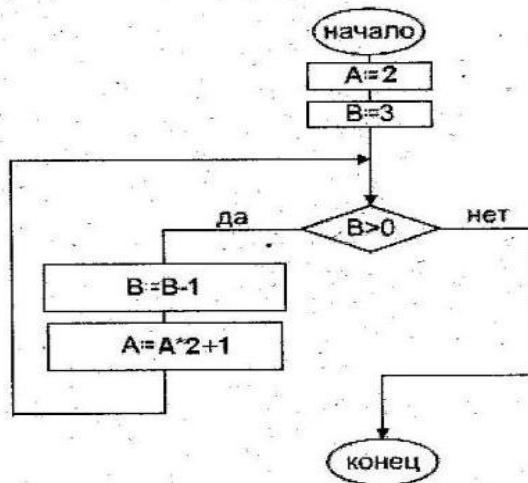 начало
A:=2
B:=3
да
B>0
нет
B:=B-1
A:=A*2+1
конец